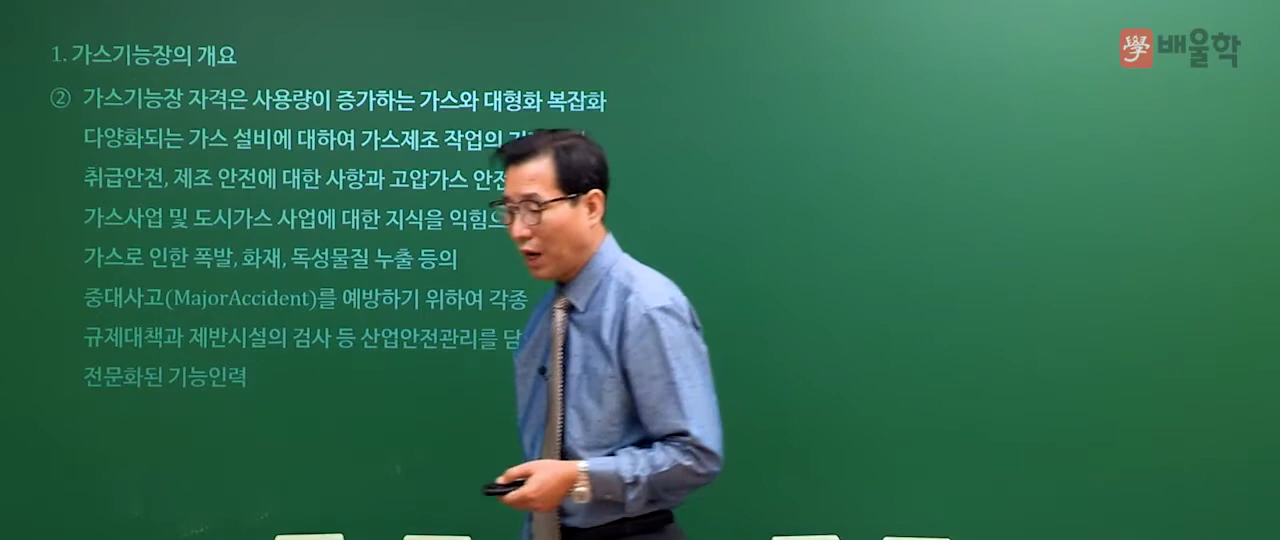 1. 가스기능장의 개요
學 배울학
② 가스기능장 자격은 사용량이 증가하는 가스와 대형화 복잡화
다양화되는 가스 설비에 대하여 가스제조 작업의
취급안전, 제조 안전에 대한 사항과 고압가스
가스사업 및 도시가스 사업에 대한 지식을
가스로 인한 폭발, 화재, 독성물질 누출 등의
중대사고(MajorAccident)를 예방하기 위하여 각종
규제대책과 제반시설의 검사 등 산업안전관리를
전문화된 기능인력